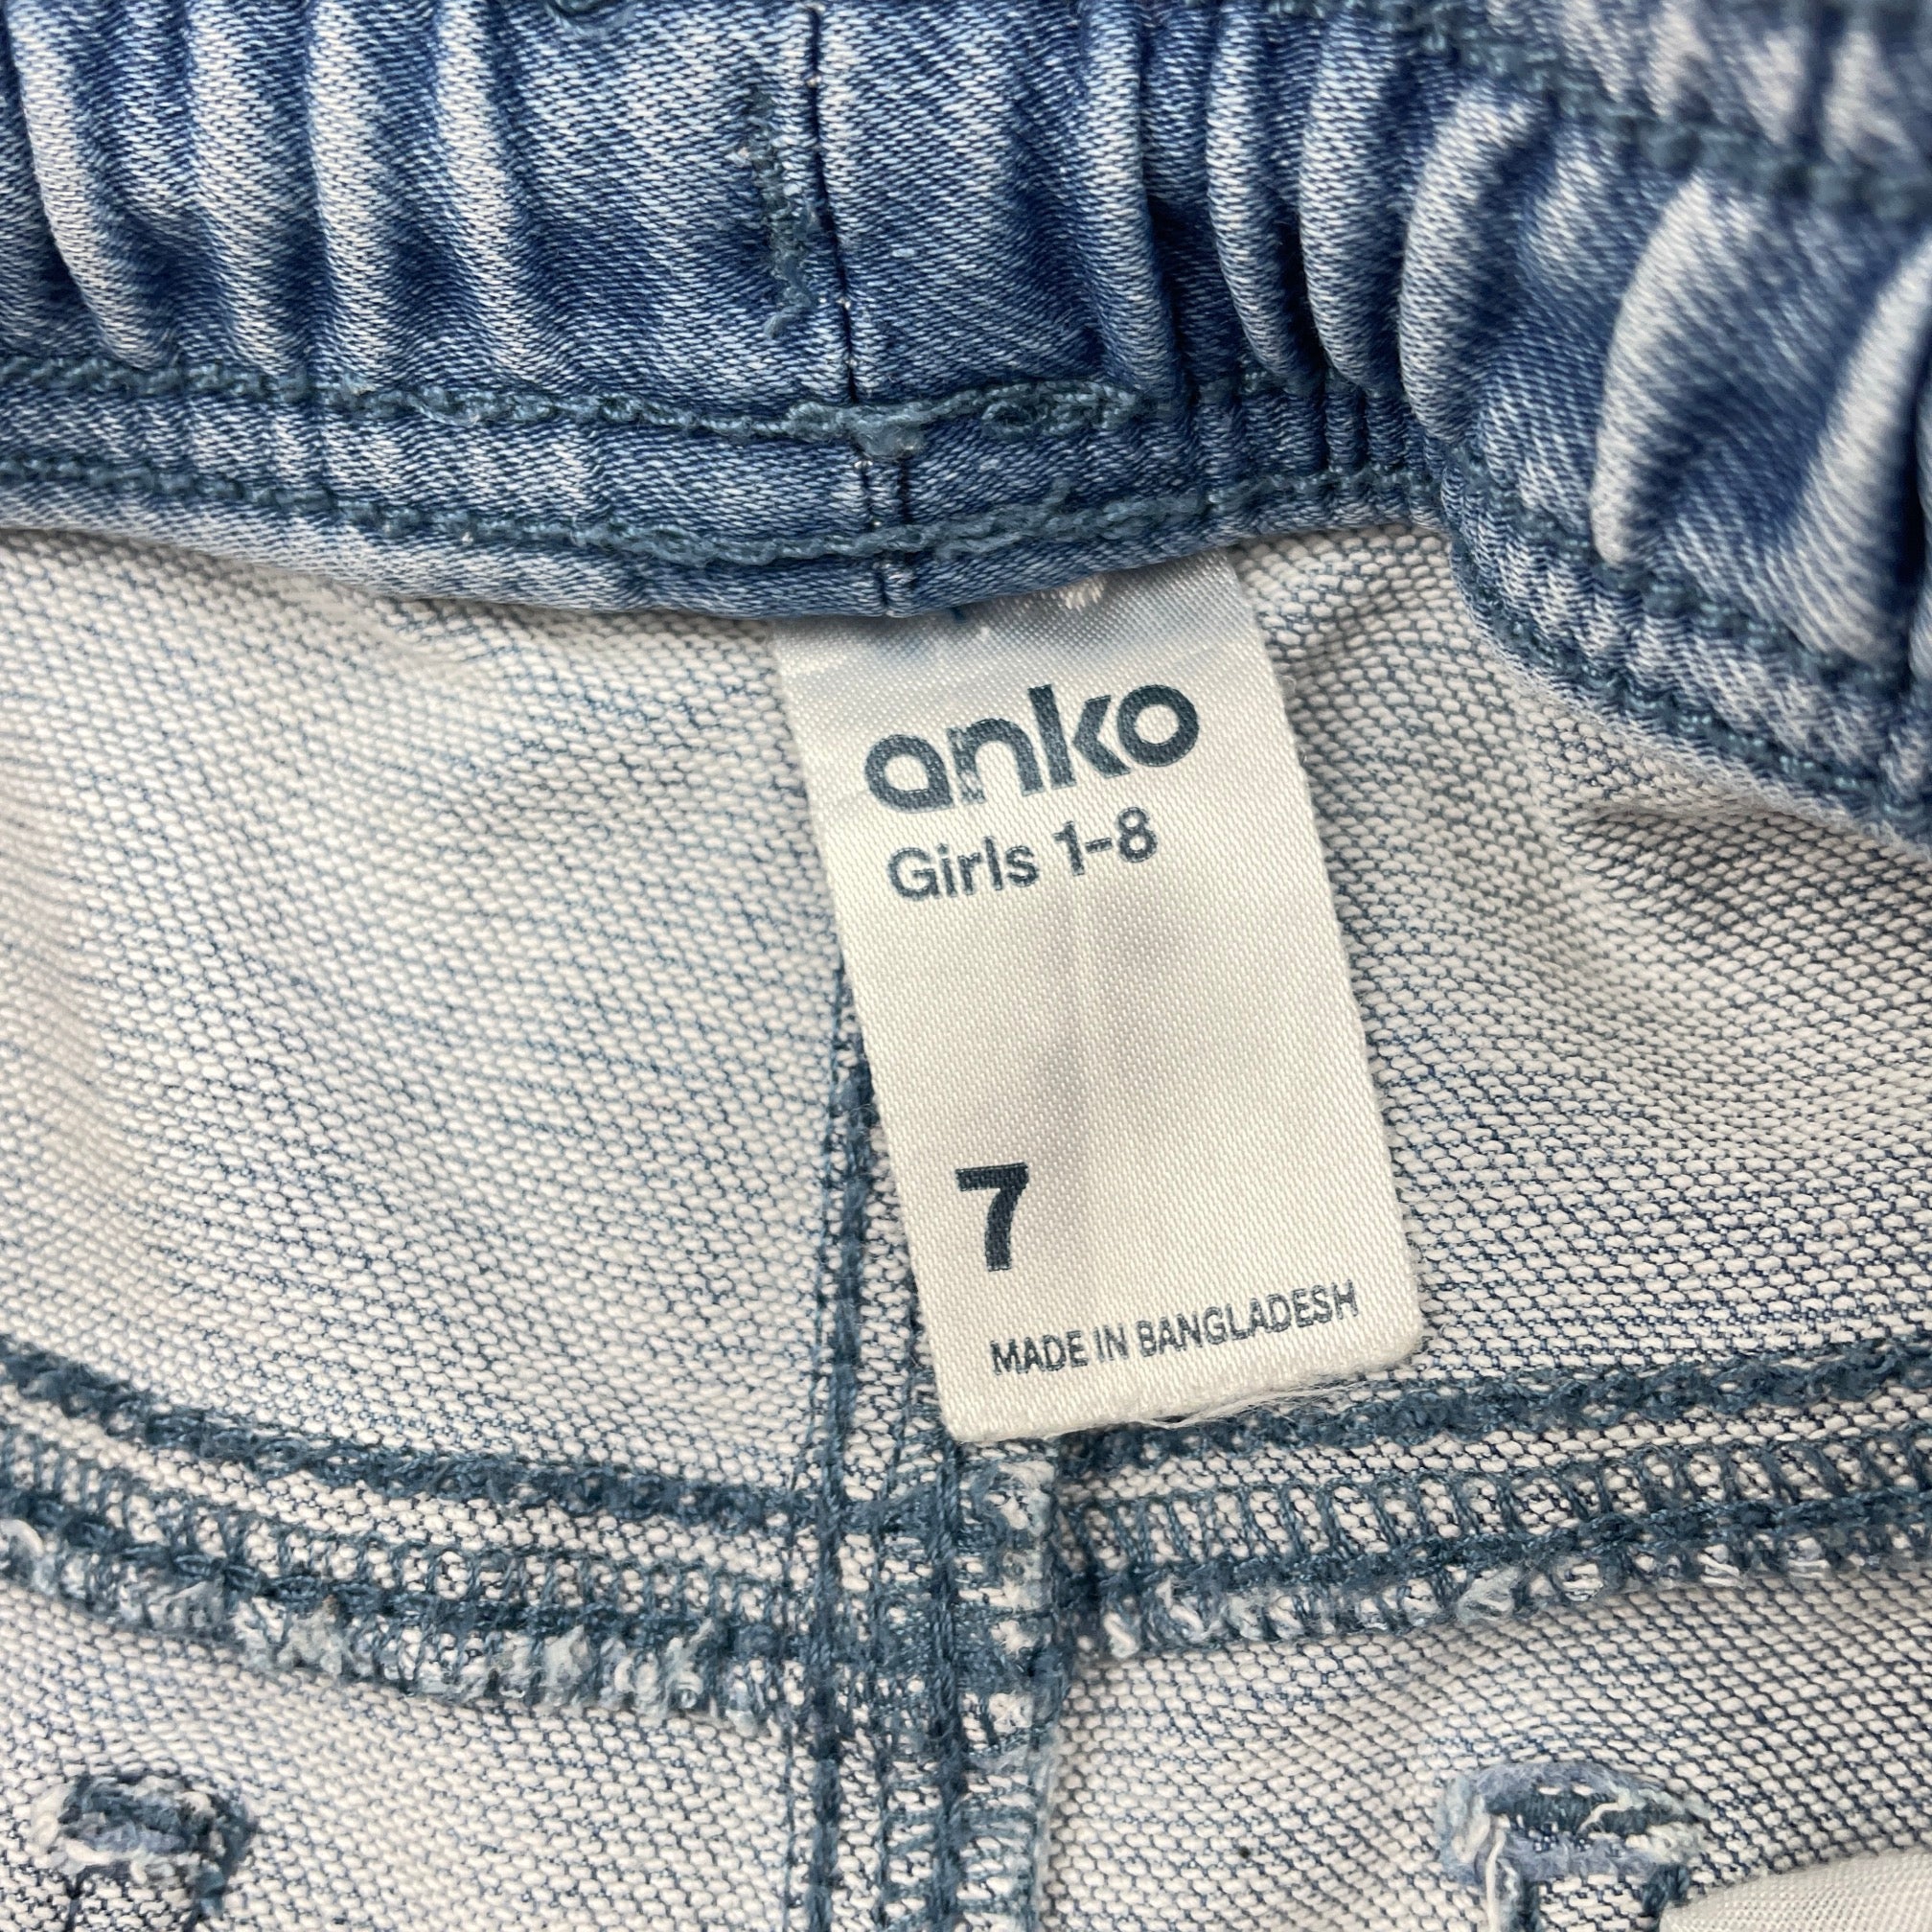 anko
Girls 1-8
7
MADE IN BANGLADESH